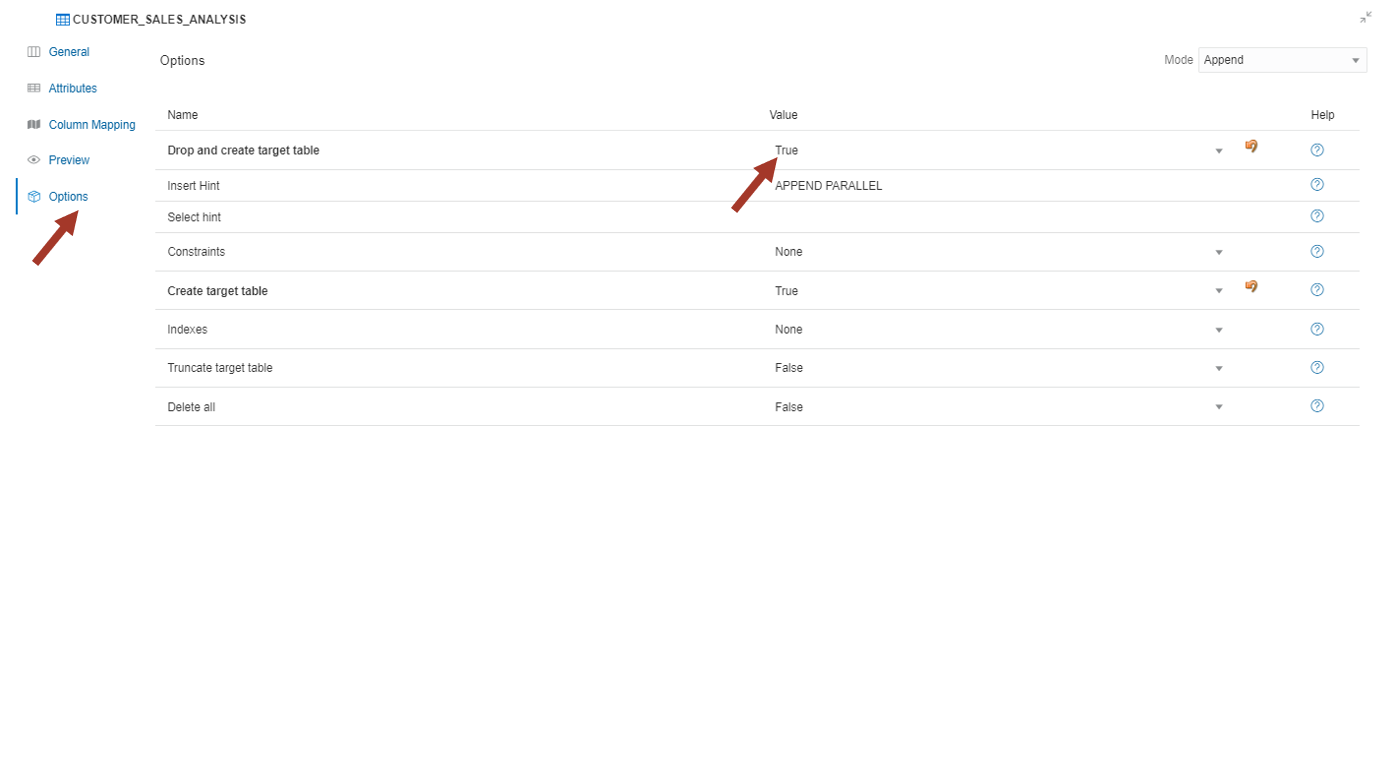 CUSTOMER_SALES_ANALYSIS
General
Attributes
Column Mapping
Preview
Options
Options
Mode Append
Name Value Help
Drop and create target table True
Insert Hint APPEND PARALLEL
Select hint
Constraints None
Create target table True
Indexes None
Truncate target table False
Delete all False